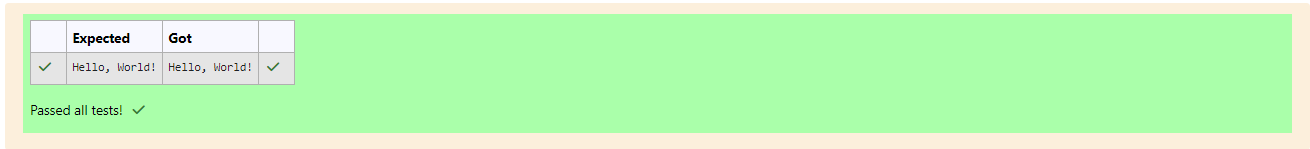 Expected Got
Hello, World! Hello, World!
Passed all tests!